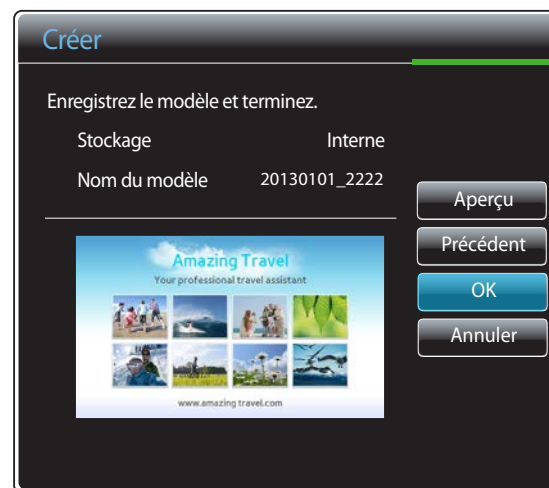 Créer
Enregistrez le modèle et terminez.
Stockage Interne
Nom du modèle 20130101_2222
Amazing Travel
Your professional travel assistant
www.amazing travel.com
Aperçu
Précédent
OK
Annuler